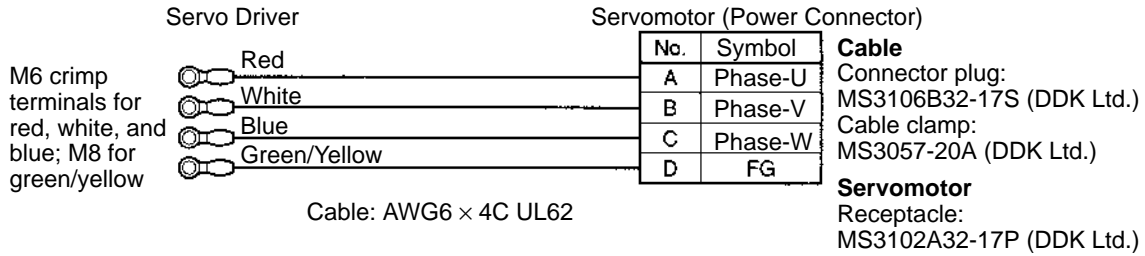 Servo Driver
Servomotor (Power Connector)
M6 crimp
terminals for
red, white, and
blue; M8 for
green/yellow
Red
White
Blue
Green/Yellow
No. Symbol
A Phase-U
B Phase-V
C Phase-W
D FG
Cable: AWG6 × 4C UL62
Cable
Connector plug:
MS3106B32-17S (DDK Ltd.)
Cable clamp:
MS3057-20A (DDK Ltd.)
Servomotor
Receptacle:
MS3102A32-17P (DDK Ltd.)